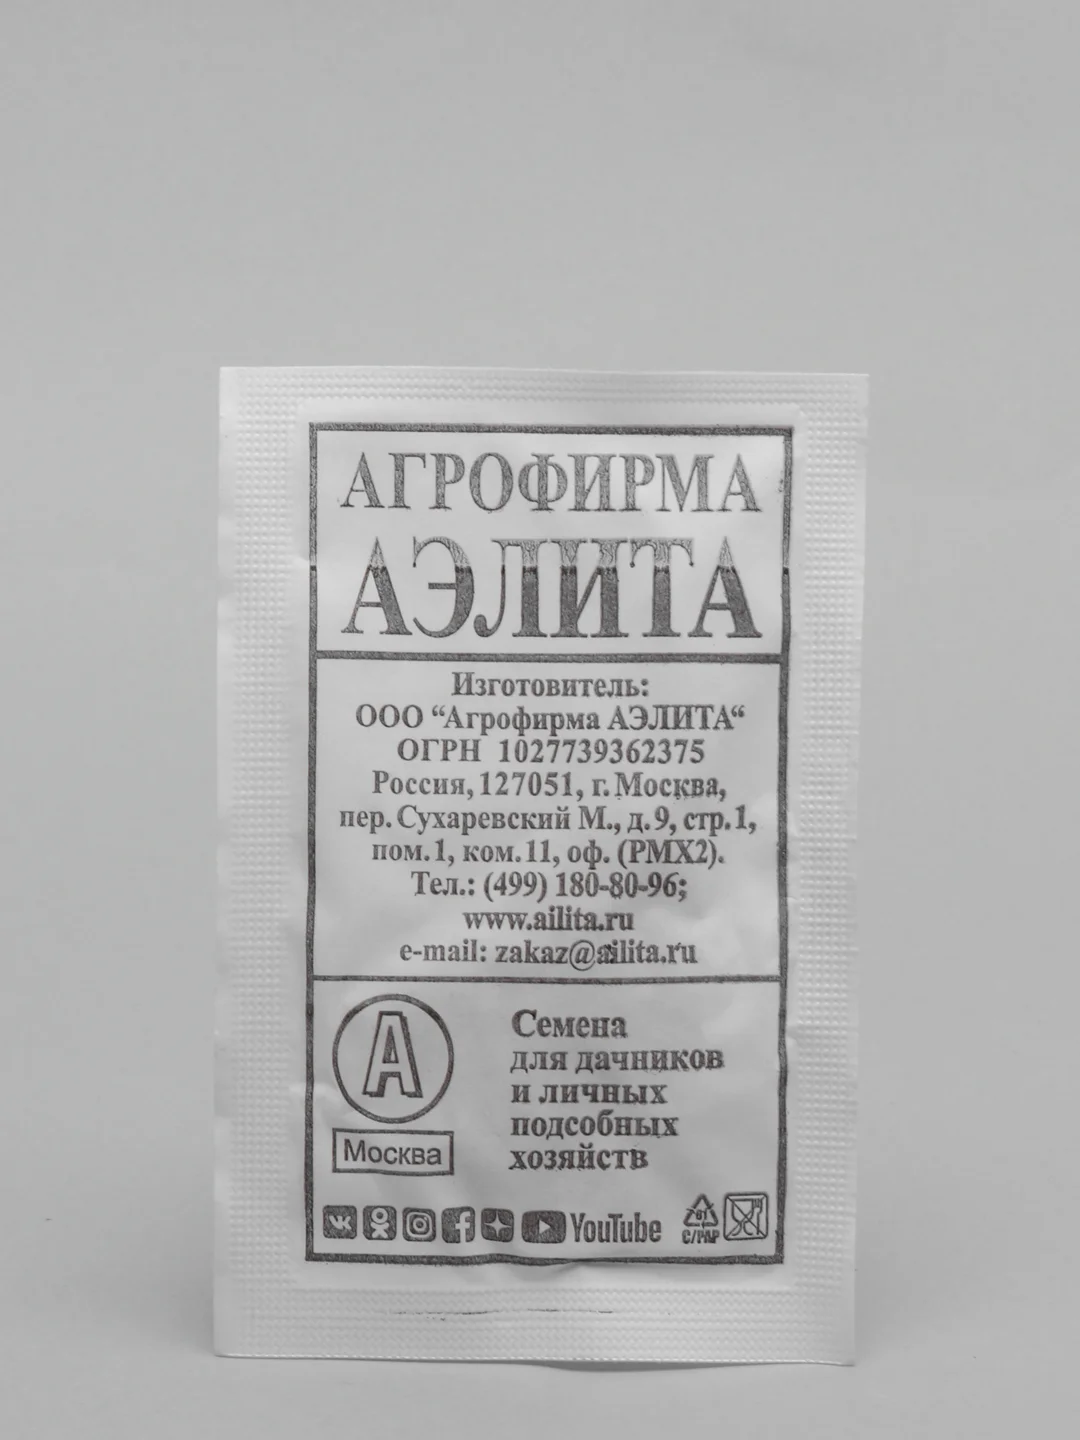 АГРОФИРМА
АЭЛИТА
Изготовитель:
ООО “Агрофирма АЭЛИТА“
ОГРН 1027739362375
Россия, 127051, г. Москва,
пер. Сухаревский М., д. 9, стр. 1,
пом. 1, ком. 11, оф. (РМХ2).
Тел.: (499) 180-80-96;
www.ailita.ru
e-mail: zakaz@ailita.ru
А
Москва
Семена
для дачников
и личных
подсобных
хозяйств
YouTube
81
C/PAP